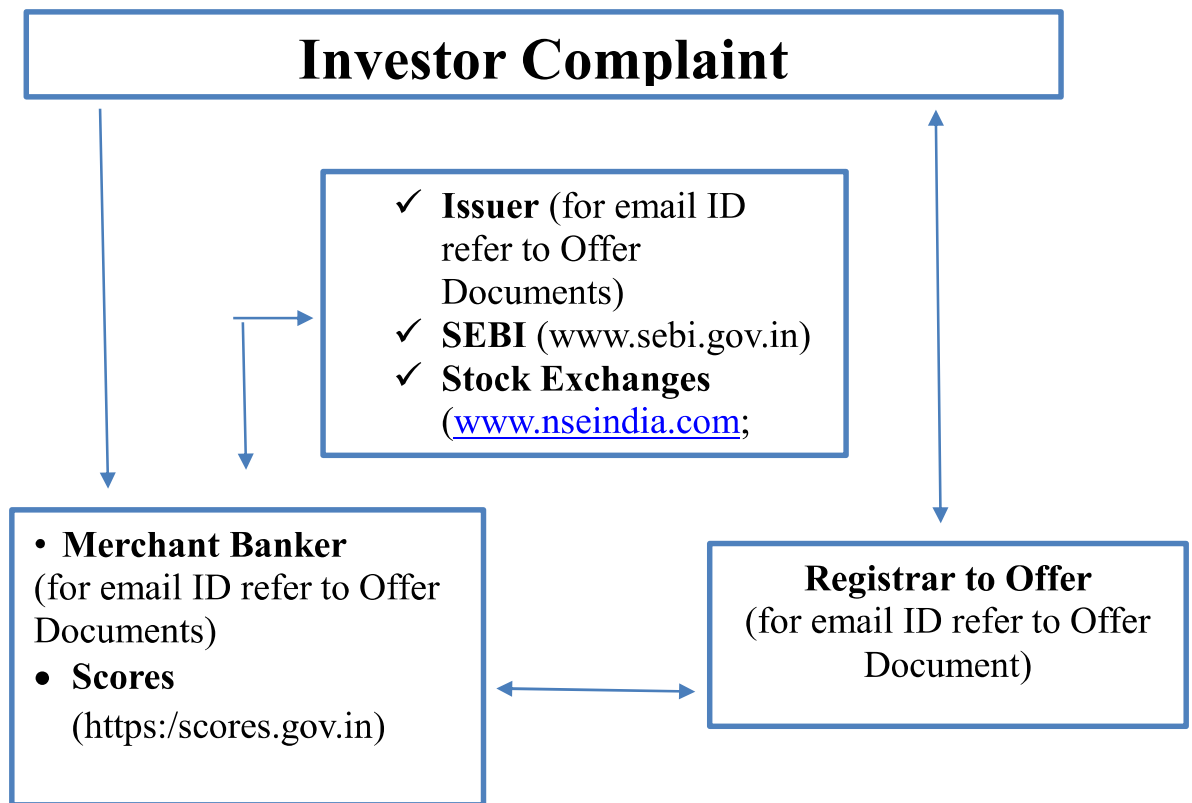 Investor Complaint
✓ Issuer (for email ID
refer to Offer
Documents)
✓ SEBI (www.sebi.gov.in)
✓ Stock Exchanges
(www.nseindia.com;
• Merchant Banker
(for email ID refer to Offer
Documents)
• Scores
(https:/scores.gov.in)
Registrar to Offer
(for email ID refer to Offer
Document)